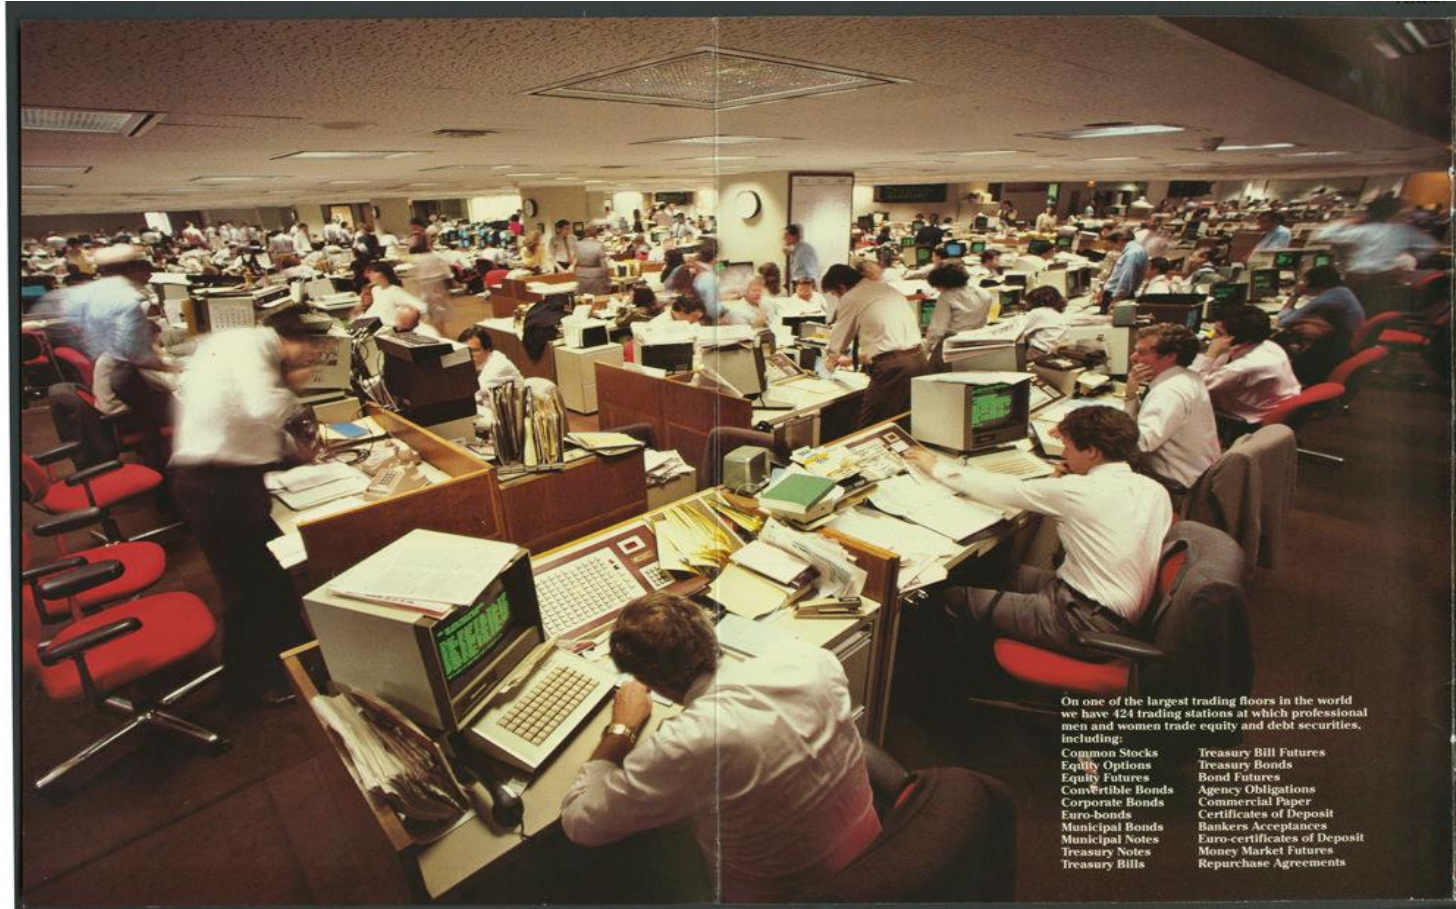 On one of the largest trading floors in the world
we have 424 trading stations at which professional
men and women trade equity and debt securities,
including:
Common Stocks
Equity Options
Equity Futures
Convertible Bonds
Corporate Bonds
Euro-bonds
Municipal Bonds
Municipal Notes
Treasury Notes
Treasury Bills
Treasury Bill Futures
Treasury Bonds
Bond Futures
Agency Obligations
Commercial Paper
Certificates of Deposit
Bankers Acceptances
Euro-certificates of Deposit
Money Market Futures
Repurchase Agreements